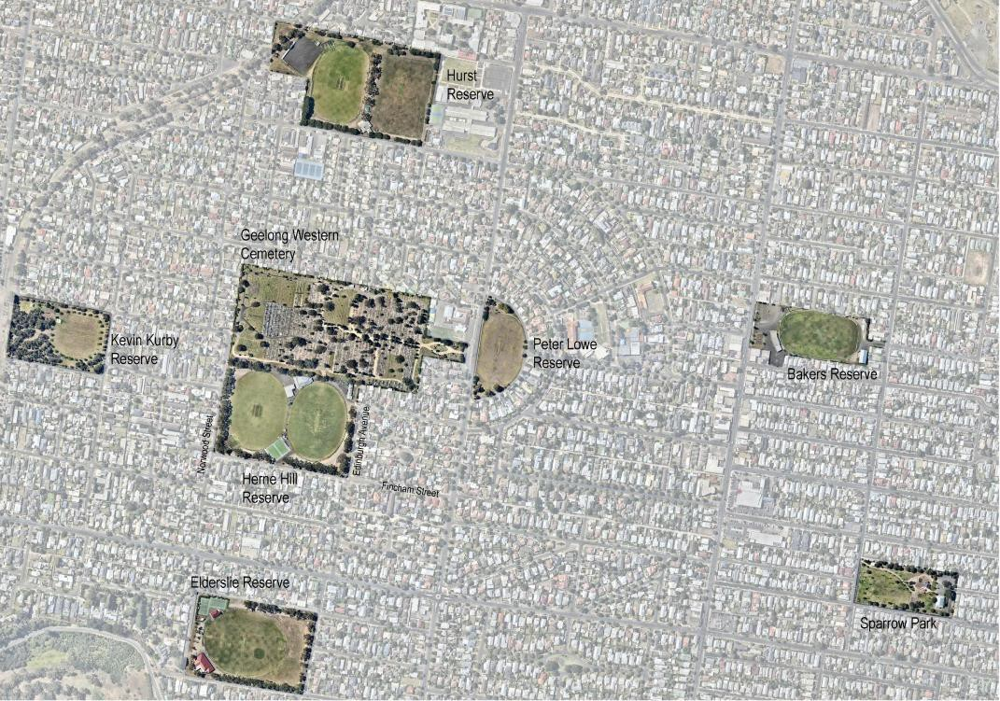 Hurst
Reserve
Geelong Western
Cemetery
Kevin Kurby
Reserve
Peter Lowe
Reserve
Bakers Reserve
Norwood Street
Edinburgh Avenue
Herne Hill
Reserve
Fincham Street
Elderslie Reserve
Sparrow Park